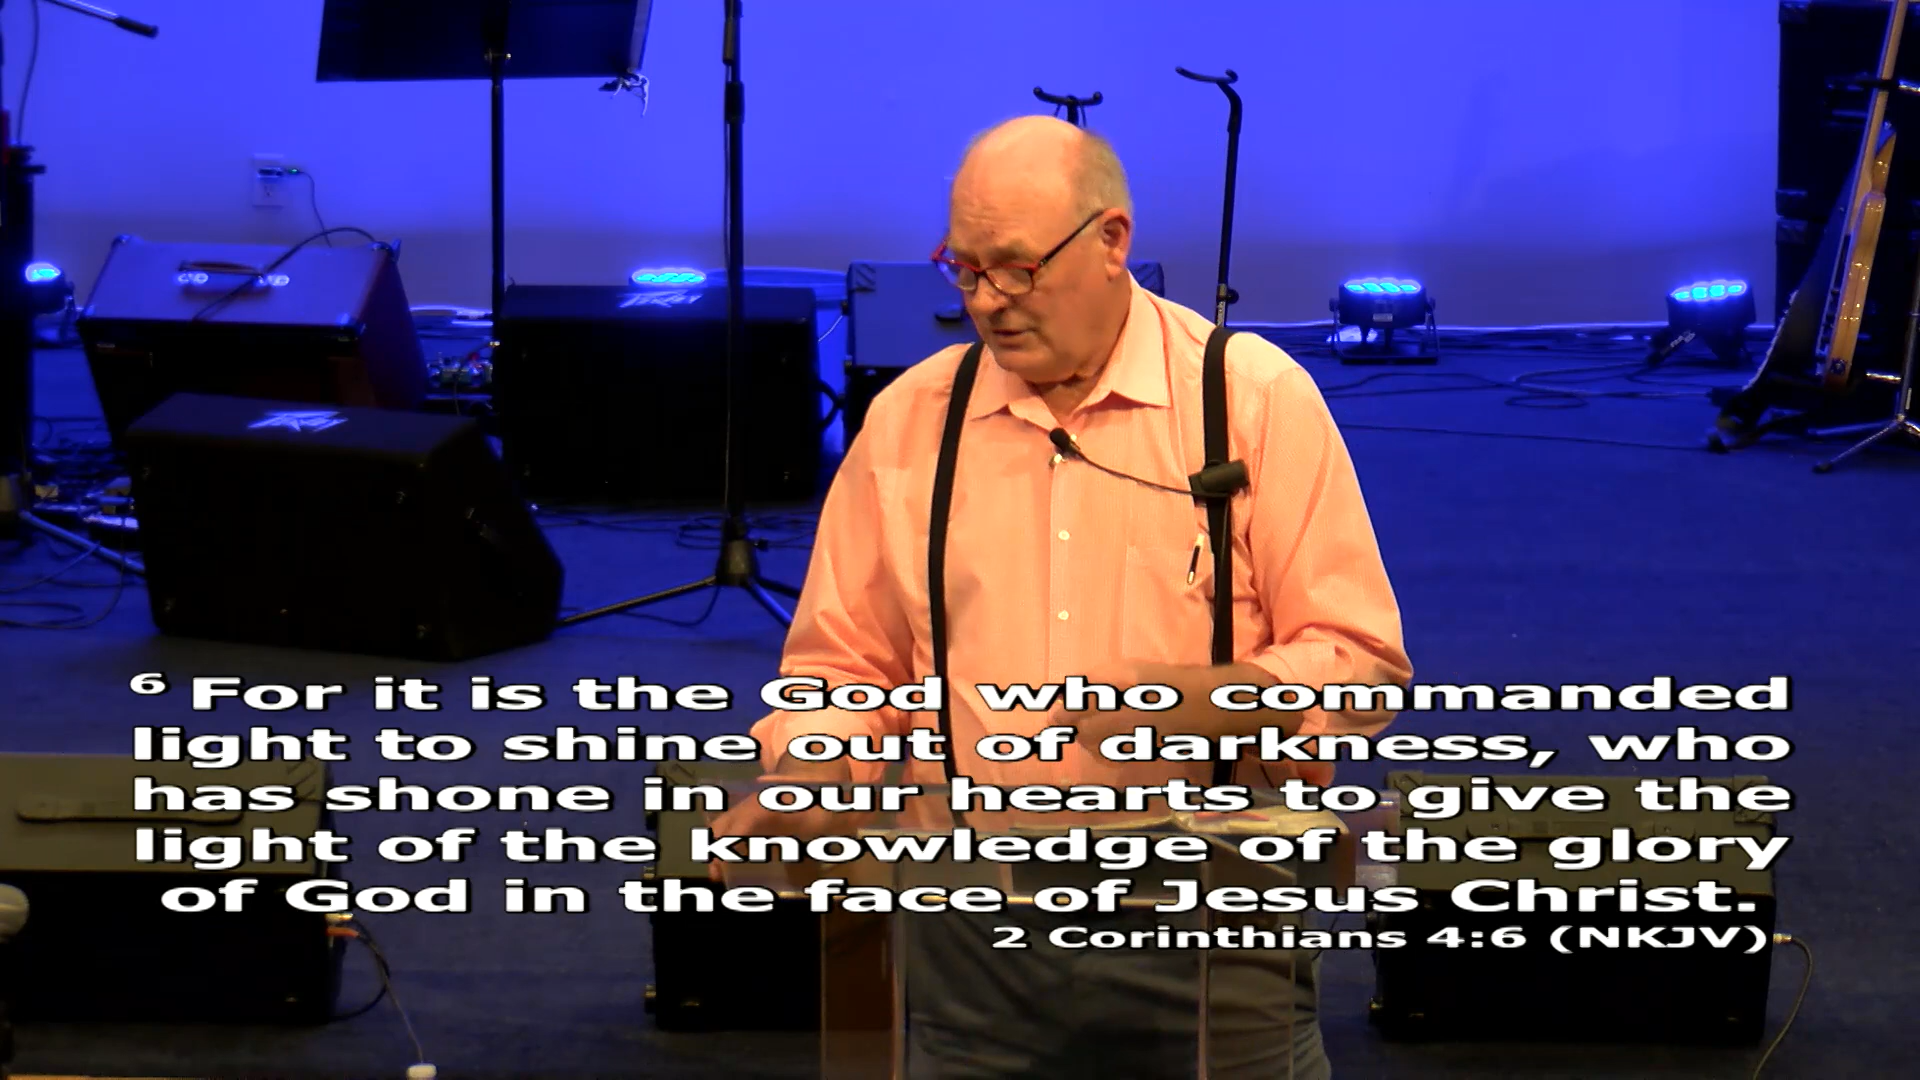 ⁶ For it is the God who commanded
light to shine out of darkness, who
has shone in our hearts to give the
light of the knowledge of the glory
of God in the face of Jesus Christ.
2 Corinthians 4:6 (NKJV)